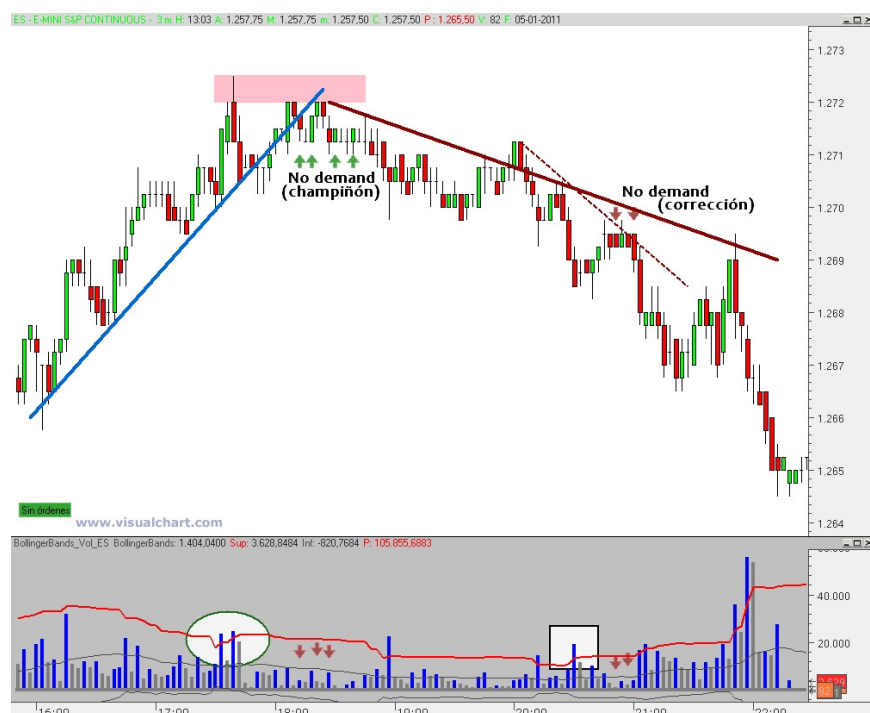 ES - E-MINI S&P CONTINUOUS - 3 m H: 13:03 A: 1.257,75 M: 1.257,75 m: 1.257,50 C: 1.257,50 P: 1.265,50 V: 82 F: 05-01-2011
1.273
1.272
1.271
No demand
(champiñón)
No demand
(corrección)
1.270
1.269
1.268
1.267
1.266
1.265
Sin órdenes
www.visualchart.com
1.264
BollingerBands_Vol_ES BollingerBands: 1.404,0400 Sup: 3.628,8484 Inf: -820,7684 P: 105.855,6883
40.000
20.000
82
16:00 17:00 18:00 19:00 20:00 21:00 22:00